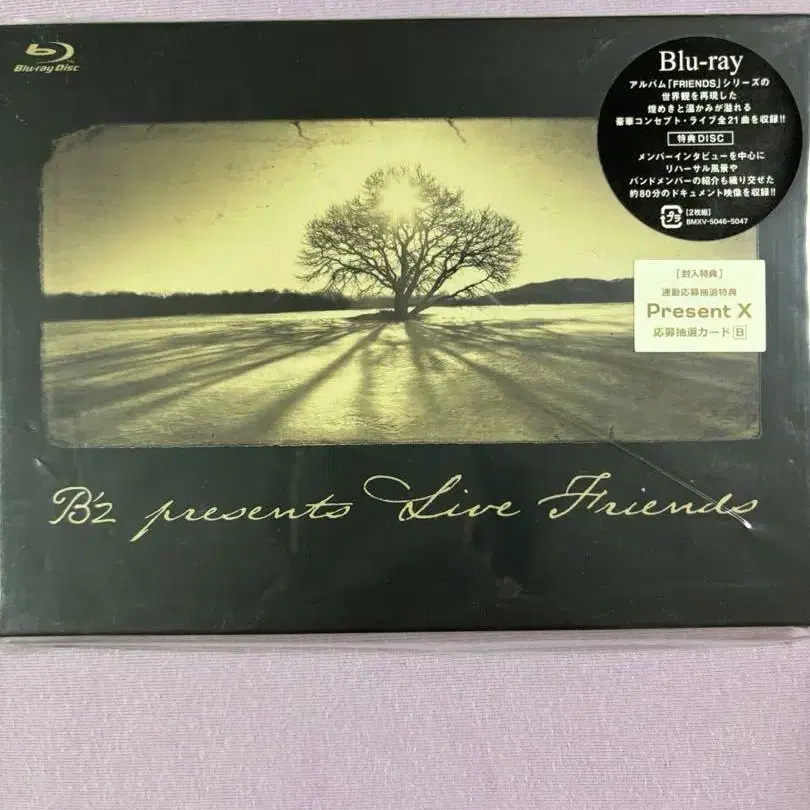 Blu-ray Disc
Blu-ray
アルバム「FRIENDS」シリーズの
世界観を再現した
煌めきと温かみが溢れる
豪華コンセプト・ライブ全21曲を収録!!
特典DISC
メンバーインタビューを中心に
リハーサル風景や
バンドメンバーの紹介も織り交ぜた
約80分のドキュメント映像を収録!!
[2枚組]
BMXV-5046-5047
[封入特典]
連動応募抽選特典
Present X
応募抽選カード B
B'z presents Live Friends